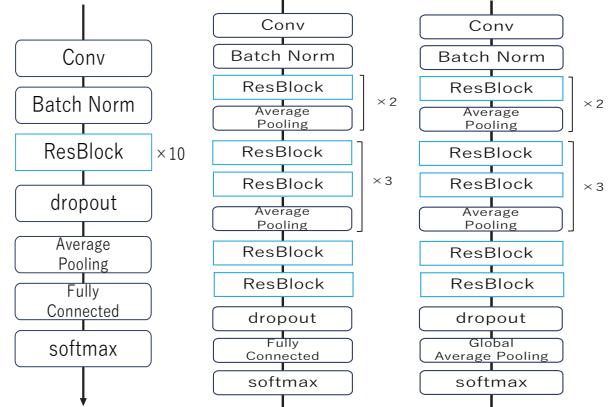 Conv
Batch Norm
ResBlock
×10
dropout
Average
Pooling
Fully
Connected
softmax
Conv
Batch Norm
ResBlock
Average
Pooling
×2
ResBlock
ResBlock
Average
Pooling
×3
ResBlock
ResBlock
dropout
Fully
Connected
softmax
Conv
Batch Norm
ResBlock
Average
Pooling
×2
ResBlock
ResBlock
Average
Pooling
×3
ResBlock
ResBlock
dropout
Global
Average Pooling
softmax